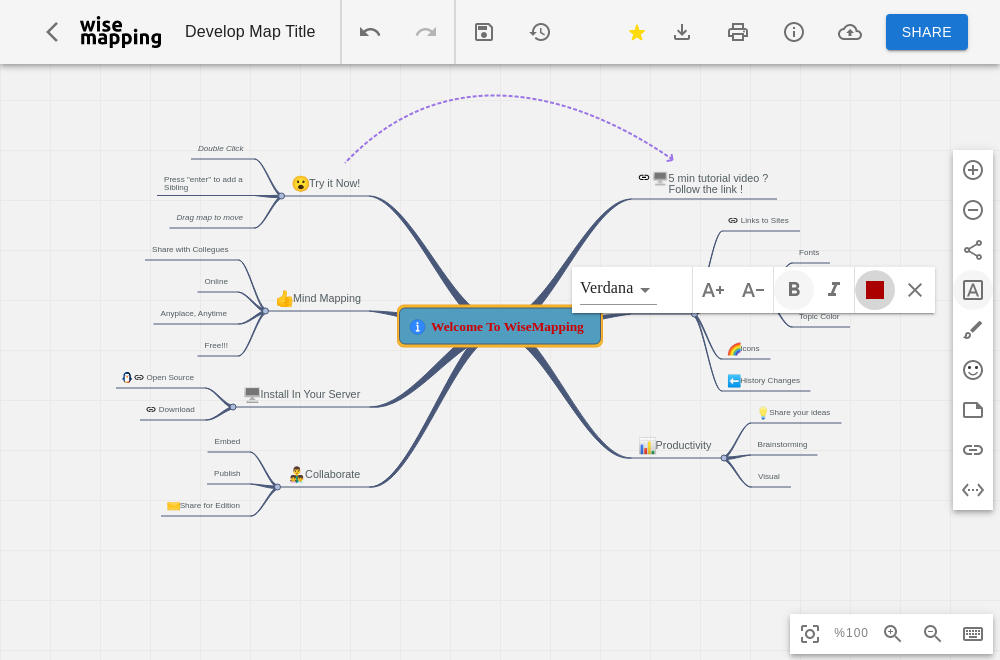 wise
mapping
Develop Map Title
SHARE
Double Click
Press "enter" to add a
Sibling
Drag map to move
Try it Now!
Share with Collegues
Online
Anyplace, Anytime
Free!!!
Mind Mapping
Open Source
Download
Install In Your Server
Embed
Publish
Share for Edition
Collaborate
Welcome To WiseMapping
5 min tutorial video ?
Follow the link !
Links to Sites
Fonts
Verdana
A+
A-
B
I
Topic Color
Icons
History Changes
Productivity
Share your ideas
Brainstorming
Visual
A
%100